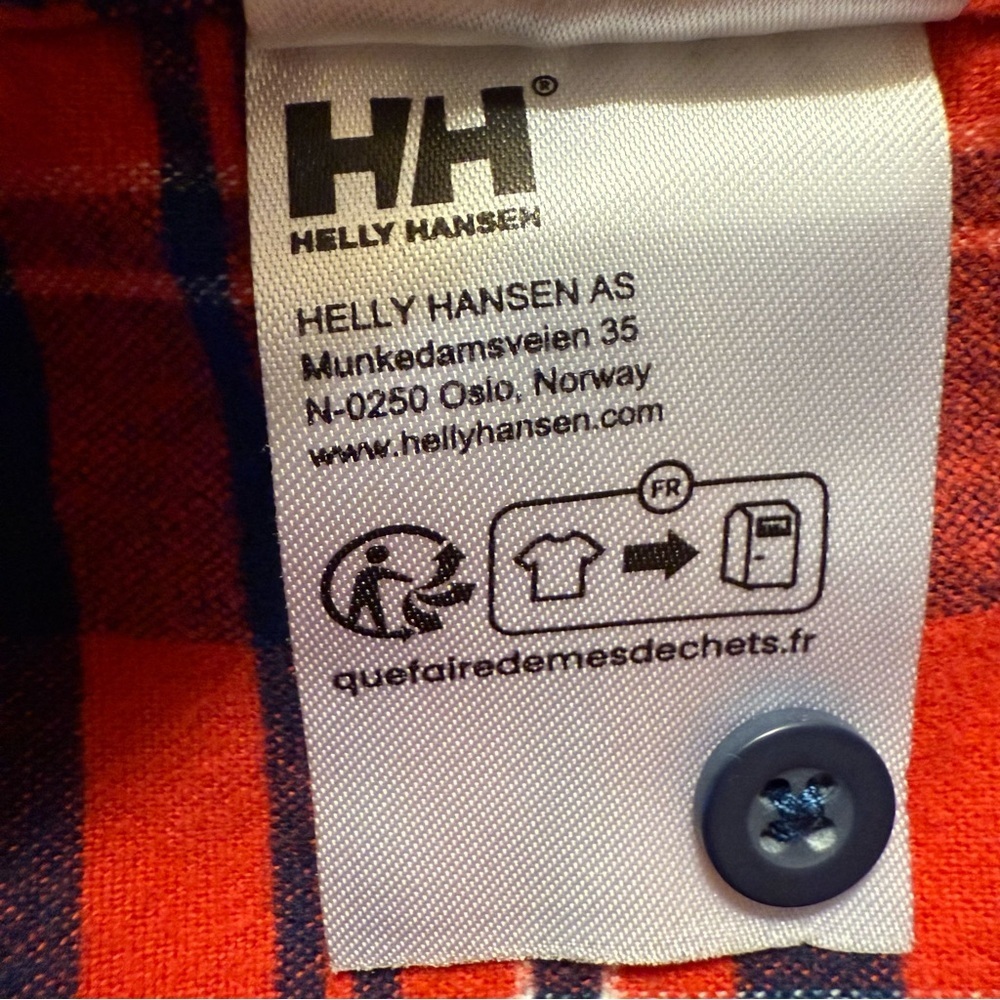 HH®
HELLY HANSEN
HELLY HANSEN AS
Munkedamsveien 35
N-0250 Oslo, Norway
www.hellyhansen.com
FR
quefairedemesdechets.fr